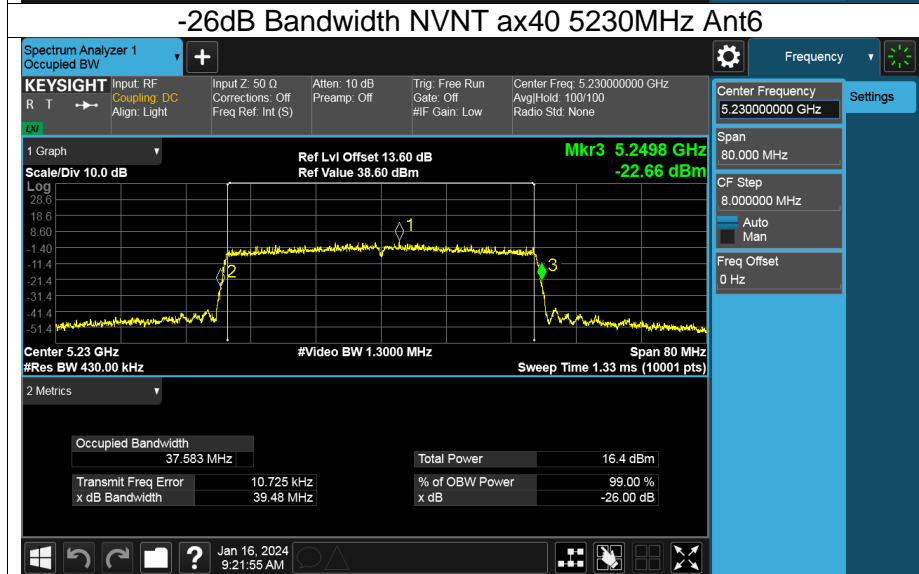 -26dB Bandwidth NVNT ax40 5230MHz Ant6
Spectrum Analyzer 1
Occupied BW
+
Frequency
KEYSIGHT
R T
LXI
Input: RF
Coupling: DC
Align: Light
Input Z: 50 Ω
Corrections: Off
Freq Ref: Int (S)
Atten: 10 dB
Preamp: Off
Trig: Free Run
Gate: Off
#IF Gain: Low
Center Freq: 5.230000000 GHz
Avg|Hold: 100/100
Radio Std: None
Center Frequency
5.230000000 GHz
Settings
Span
80.000 MHz
CF Step
8.000000 MHz
Auto
Man
Freq Offset
0 Hz
1 Graph
Ref Lvl Offset 13.60 dB
Mkr3 5.2498 GHz
Scale/Div 10.0 dB
Ref Value 38.60 dBm
-22.66 dBm
Log
28.6
18.6
8.60
-1.40
-11.4
-21.4
-31.4
-41.4
-51.4
1
2
3
Center 5.23 GHz
#Video BW 1.3000 MHz
Span 80 MHz
#Res BW 430.00 kHz
Sweep Time 1.33 ms (10001 pts)
2 Metrics
Occupied Bandwidth
37.583 MHz
Total Power 16.4 dBm
Transmit Freq Error 10.725 kHz
% of OBW Power 99.00 %
x dB Bandwidth 39.48 MHz
x dB -26.00 dB
?
Jan 16, 2024
9:21:55 AM